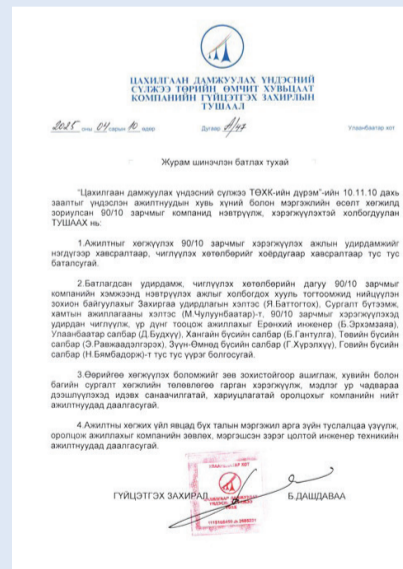 ЦАХИЛГААН ДАМЖУУЛАХ ҮНДЭСНИЙ
СҮЛЖЭЭ ТӨРИЙН ӨМЧИТ ХУВЬЦААТ
КОМПАНИЙН ГҮЙЦЭТГЭХ ЗАХИРЛЫН
ТУШААЛ
2025 оны 04 сарын 10 өдөр Дугаар А/47 Улаанбаатар хот
Журам шинэчлэн батлах тухай
"Цахилгаан дамжуулах үндэсний сүлжээ ТӨХК-ийн дүрэм"-ийн 10.11.10 дахь
заалтыг үндэслэн ажилтнуудын хувь хүний болон мэргэжлийн өсөлт хөгжилд
зориулсан 90/10 зарчмыг компанид нэвтрүүлж, хэрэгжүүлэхтэй холбогдуулан
ТУШААХ нь:
1.Ажилтныг хөгжүүлэх 90/10 зарчмыг хэрэгжүүлэх ажлын удирдамжийг
нэгдүгээр хавсралтаар, чиглүүлэх хөтөлбөрийг хоёрдугаар хавсралтаар тус тус
баталсугай.
2.Батлагдсан удирдамж, чиглүүлэх хөтөлбөрийн дагуу 90/10 зарчмыг
компанийн хэмжээнд нэвтрүүлэх ажлыг холбогдох хууль тогтоомжид нийцүүлэн
зохион байгуулахыг Захиргаа удирдлагын хэлтэс (Я.Баттогтох), Сургалт бүтээмж,
хамтын ажиллагааны хэлтэс (М.Чулуунбаатар)-т, 90/10 зарчмыг хэрэгжүүлэхэд
удирдан чиглүүлж, үр дүнг тооцож ажиллахыг Ерөнхий инженер (Б.Эрхэмзаяа),
Улаанбаатар салбар (Д.Будхүү), Хангайн бүсийн салбар (Б.Гантулга), Төвийн бүсийн
салбар (Э.Равжаадэлгэрэх), Зүүн-Өмнөд бүсийн салбар (Г.Хүрэлхүү), Говийн бүсийн
салбар (Н.Бямбадорж)-т тус тус үүрэг болгосугай.
3.Өөрийгөө хөгжүүлэх боломжийг зөв зохистойгоор ашиглаж, хувийн болон
багийн сургалт хөгжлийн төлөвлөгөө гарган хэрэгжүүлж, мэдлэг ур чадвараа
дээшлүүлэхэд идэвх санаачилгатай, хариуцлагатай оролцохыг компанийн нийт
ажилтнуудад даалгасугай.
4.Ажилтны хөгжих үйл явцад бүх талын мэргэжил арга зүйн туслалцаа үзүүлж,
оролцож ажиллахыг компанийн зөвлөх, мэргэшсэн зэрэг цолтой инженер техникийн
ажилтнуудад даалгасугай.
ГҮЙЦЭТГЭХ ЗАХИРАЛ Б.ДАШДАВАА